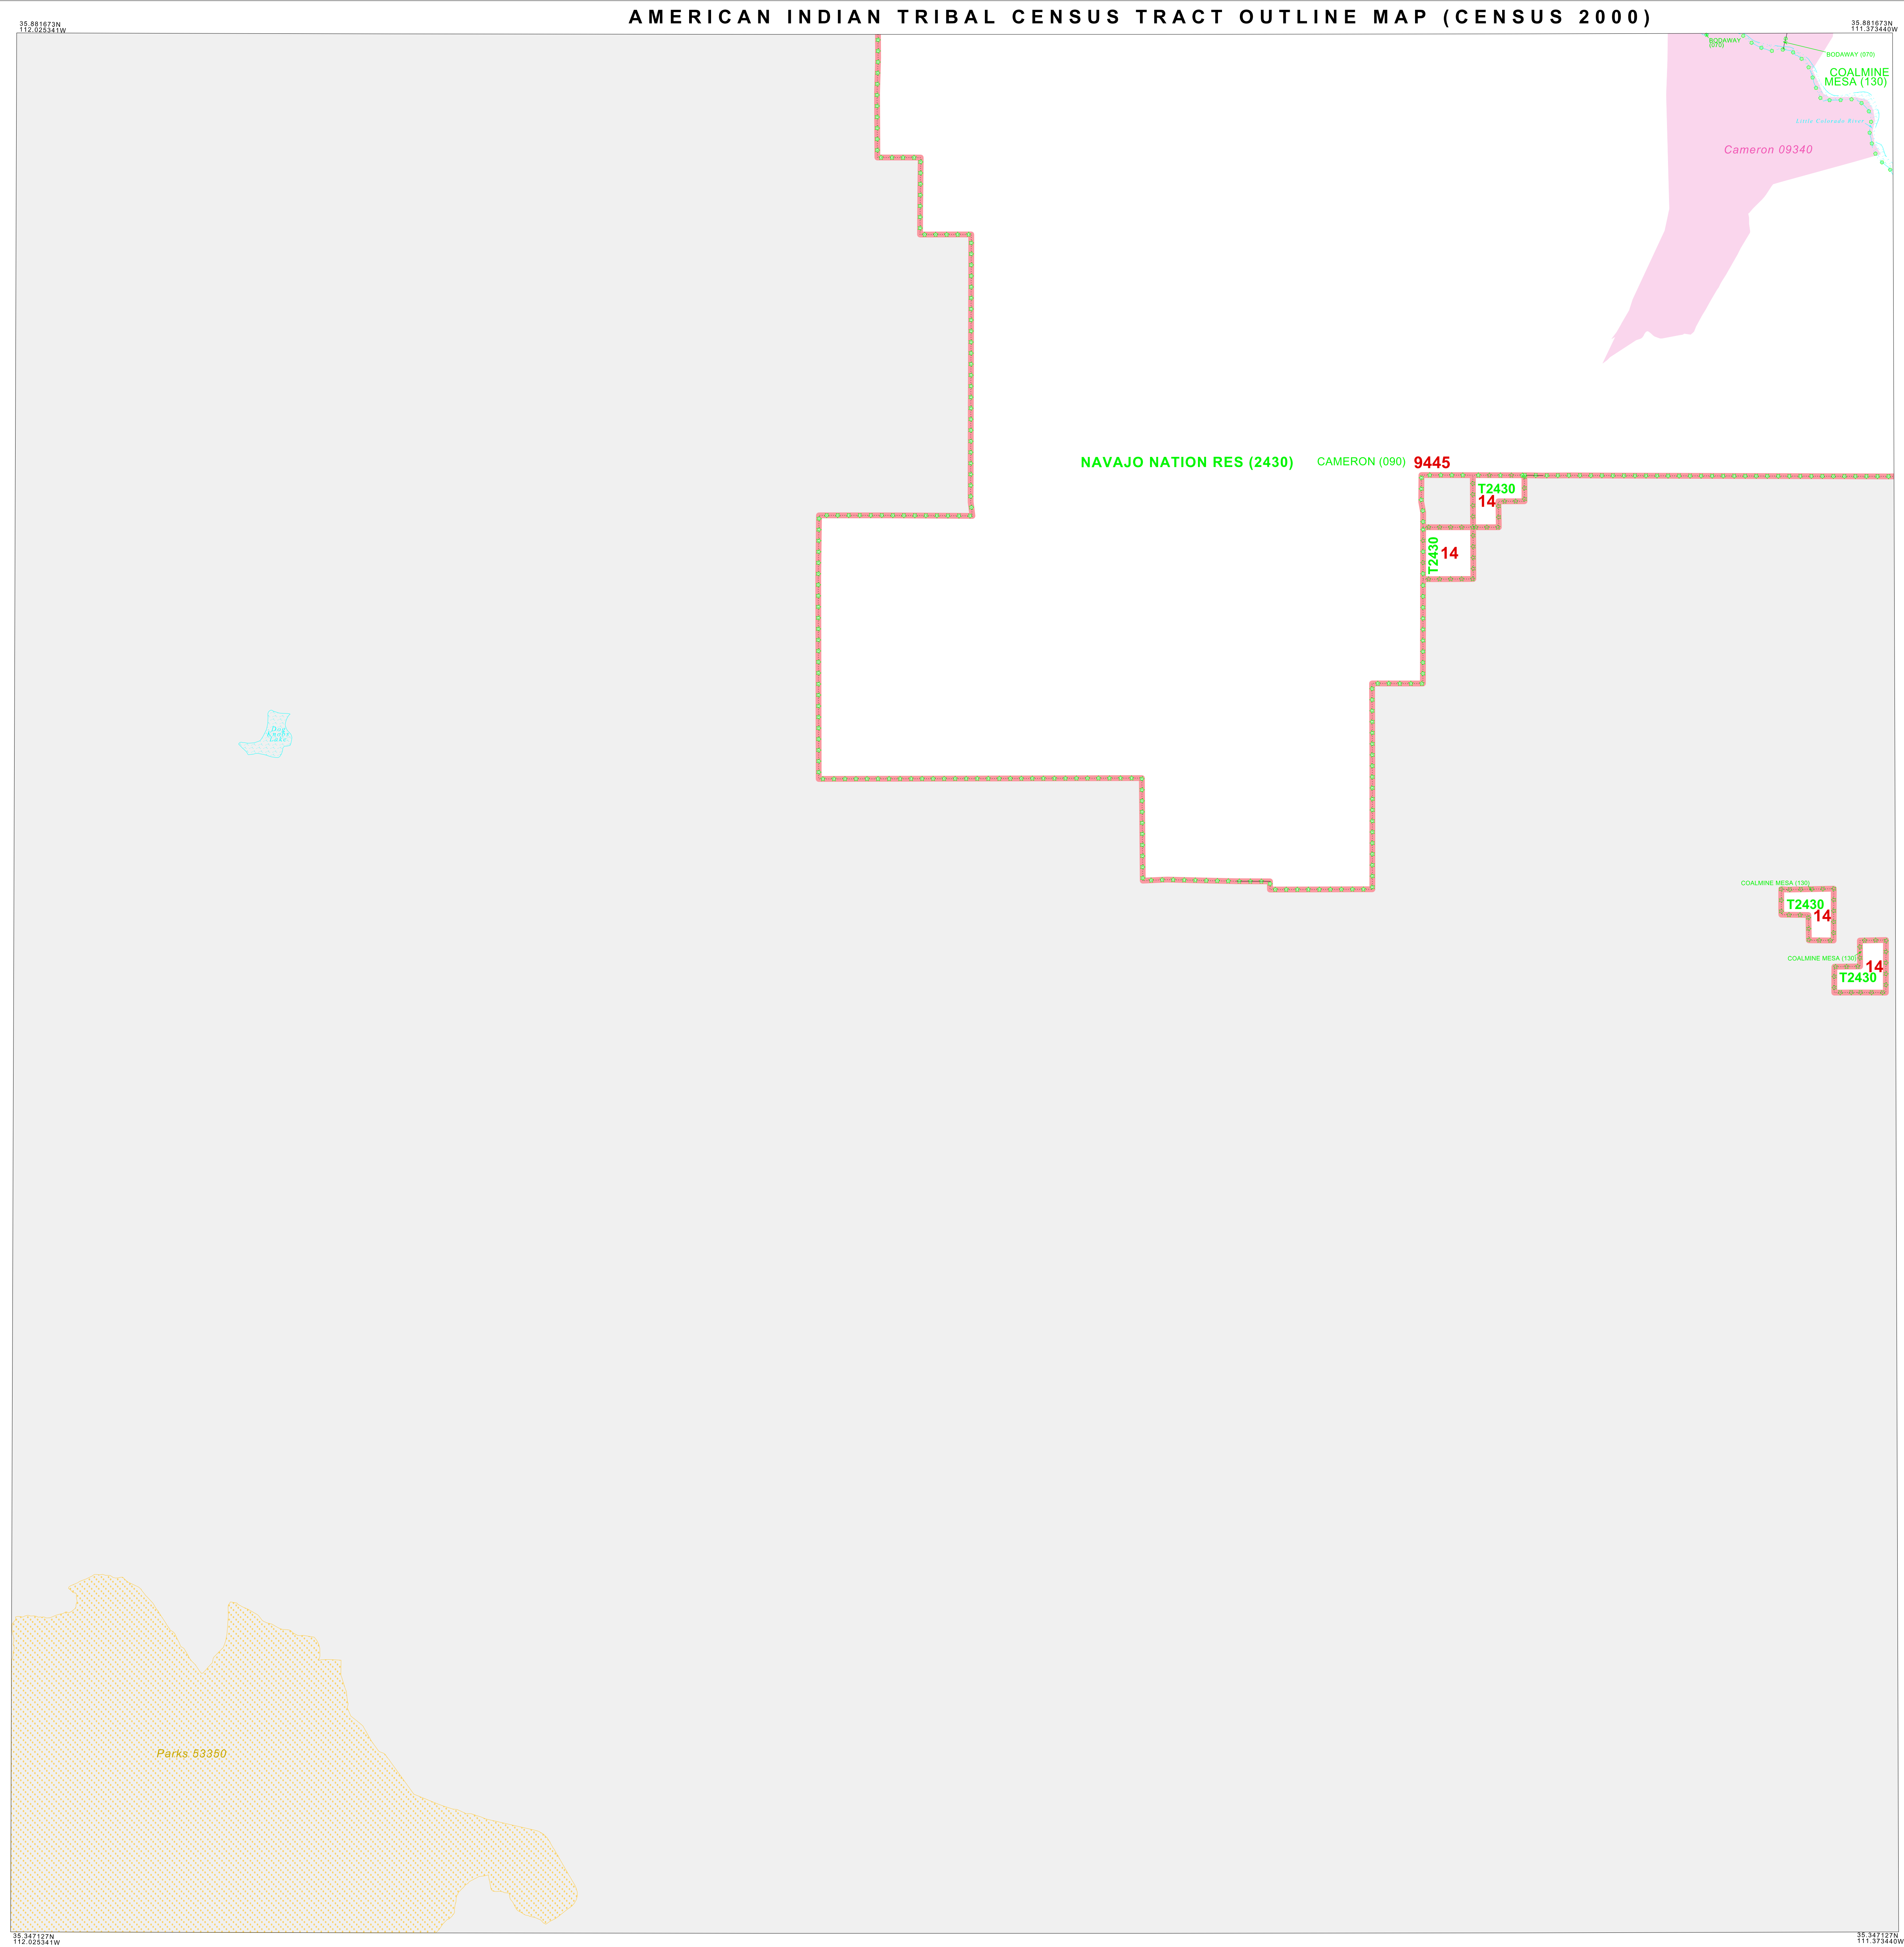 AMERICAN INDIAN TRIBAL CENSUS TRACT OUTLINE MAP (CENSUS 2000)
35.881673N
112.025341W
35.881673N
111.373440W
BODAWAY
(070)
BODAWAY (070)
COALMINE
MESA (130)
Little Colorado River
Cameron 09340
NAVAJO NATION RES (2430)
CAMERON (090)
9445
T2430
14
T2430
14
Lake
COALMINE MESA (130)
T2430
14
COALMINE MESA (130)
14
T2430
Parks 53350
35.347127N
112.025341W
35.347127N
111.373440W